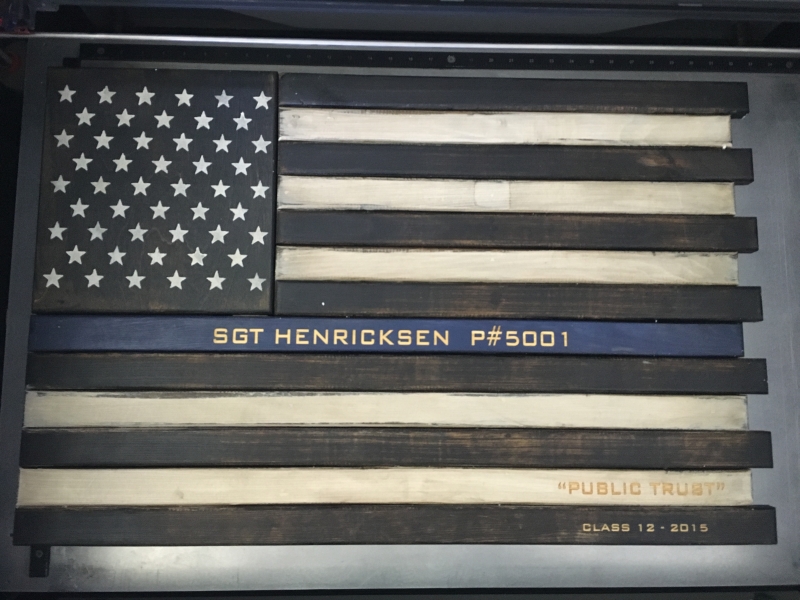 SGT HENRICKSEN P#5001
“PUBLIC TRUST”
CLASS 12 - 2015